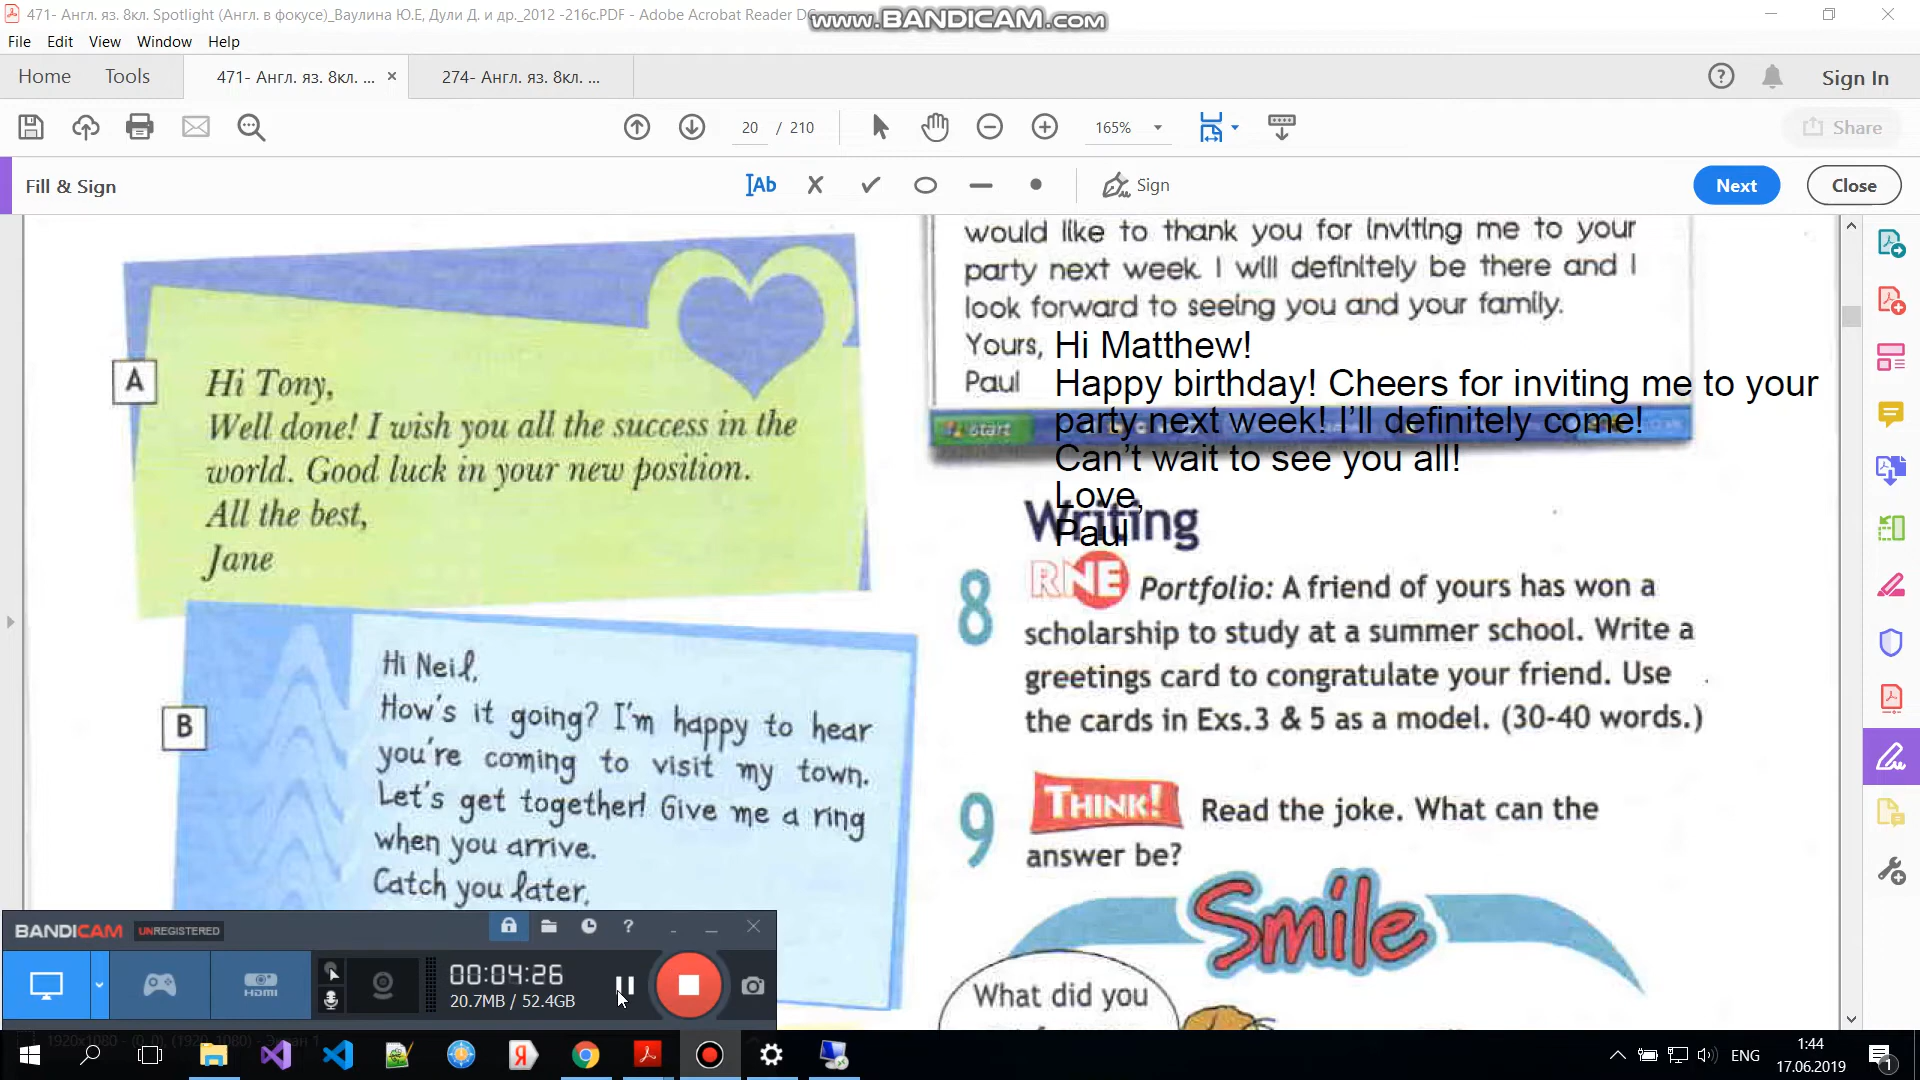 471- Англ. яз. 8кл. Spotlight (Англ. в фокусе)_Ваулина Ю.Е, Дули Д. и др._2012 -216с.PDF - Adobe Acrobat Reader DC
www.BANDICAM.com
File Edit View Window Help
Home Tools 471- Англ. яз. 8кл. ... × 274- Англ. яз. 8кл. ... Sign In
20 / 210 165% Share
Fill & Sign Ab Sign Next Close
would like to thank you for inviting me to your
party next week. I will definitely be there and I
look forward to seeing you and your family.
Yours,
Paul
Hi Matthew!
Happy birthday! Cheers for inviting me to your
party next week! I'll definitely come!
Can't wait to see you all!
Love,
Paul
start
A
Hi Tony,
Well done! I wish you all the success in the
world. Good luck in your new position.
All the best,
Jane
B
Hi Neil,
How's it going? I'm happy to hear
you're coming to visit my town.
Let's get together! Give me a ring
when you arrive.
Catch you later,
Writing
8 RNE Portfolio: A friend of yours has won a
scholarship to study at a summer school. Write a
greetings card to congratulate your friend. Use
the cards in Exs.3 & 5 as a model. (30-40 words.)
9 THINK! Read the joke. What can the
answer be?
Smile
What did you
BANDICAM UNREGISTERED
HDMI
00:04:26
20.7MB / 52.4GB
1920x1080 - (0, 0), (1920, 1080) - Экран 1
ENG
1:44
17.06.2019
1